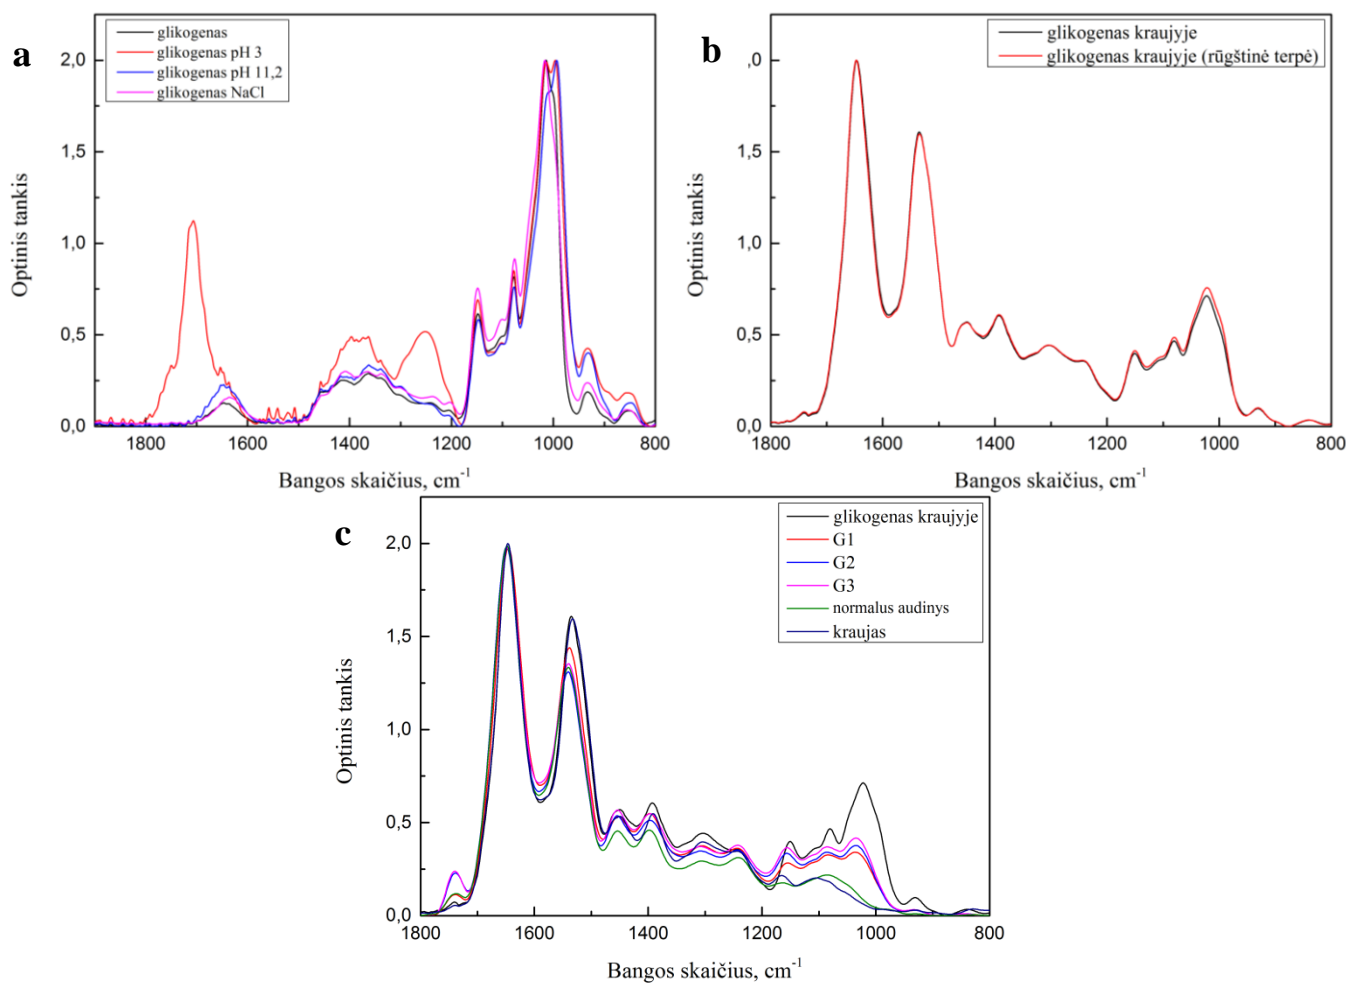 a
glikogenas
glikogenas pH 3
glikogenas pH 11,2
glikogenas NaCl
2,0
1,5
1,0
0,5
0,0
Optinis tankis
1800 1600 1400 1200 1000 800
Bangos skaičius, cm-1
b
glikogenas kraujyje
glikogenas kraujyje (rūgštinė terpė)
,0
1,5
1,0
0,5
0,0
Optinis tankis
1800 1600 1400 1200 1000 800
Bangos skaičius, cm-1
c
glikogenas kraujyje
G1
G2
G3
normalus audinys
kraujas
2,0
1,5
1,0
0,5
0,0
Optinis tankis
1800 1600 1400 1200 1000 800
Bangos skaičius, cm-1